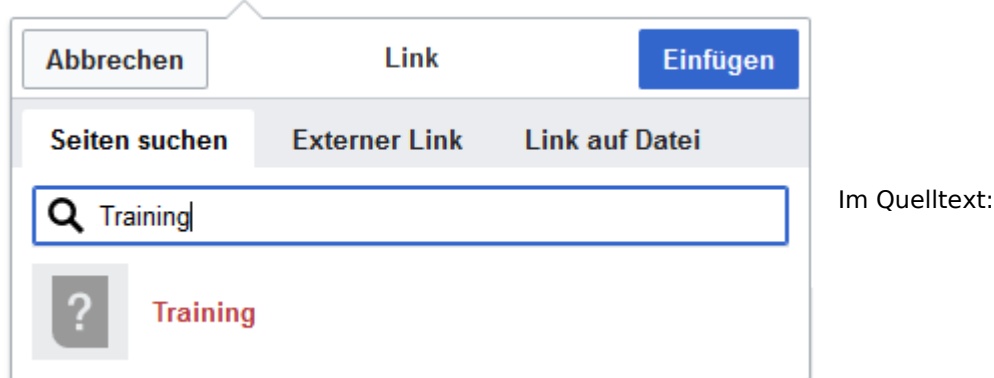 Abbrechen Link Einfügen
Seiten suchen Externer Link Link auf Datei
Training
Training
Im Quelltext: